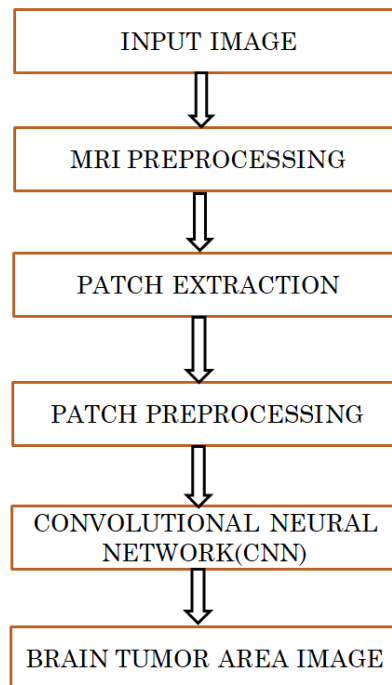 INPUT IMAGE
MRI PREPROCESSING
PATCH EXTRACTION
PATCH PREPROCESSING
CONVOLUTIONAL NEURAL
NETWORK(CNN)
BRAIN TUMOR AREA IMAGE